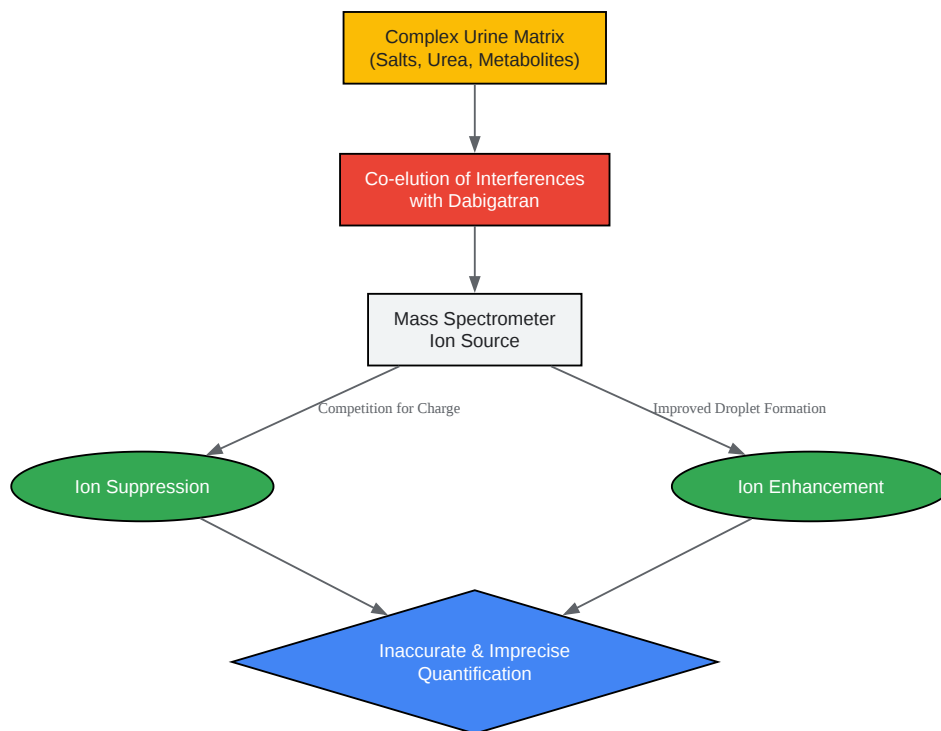 Complex Urine Matrix
(Salts, Urea, Metabolites)
Co-elution of Interferences
with Dabigatran
Mass Spectrometer
Ion Source
Competition for Charge
Improved Droplet Formation
Ion Suppression
Ion Enhancement
Inaccurate & Imprecise
Quantification